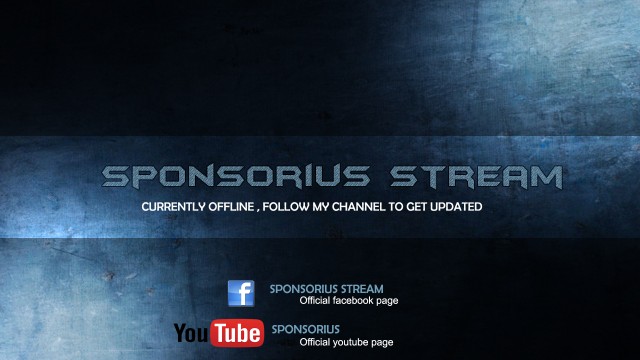 SPONSORIUS STREAM
CURRENTLY OFFLINE , FOLLOW MY CHANNEL TO GET UPDATED
f SPONSORIUS STREAM
Official facebook page
YouTube SPONSORIUS
Official youtube page